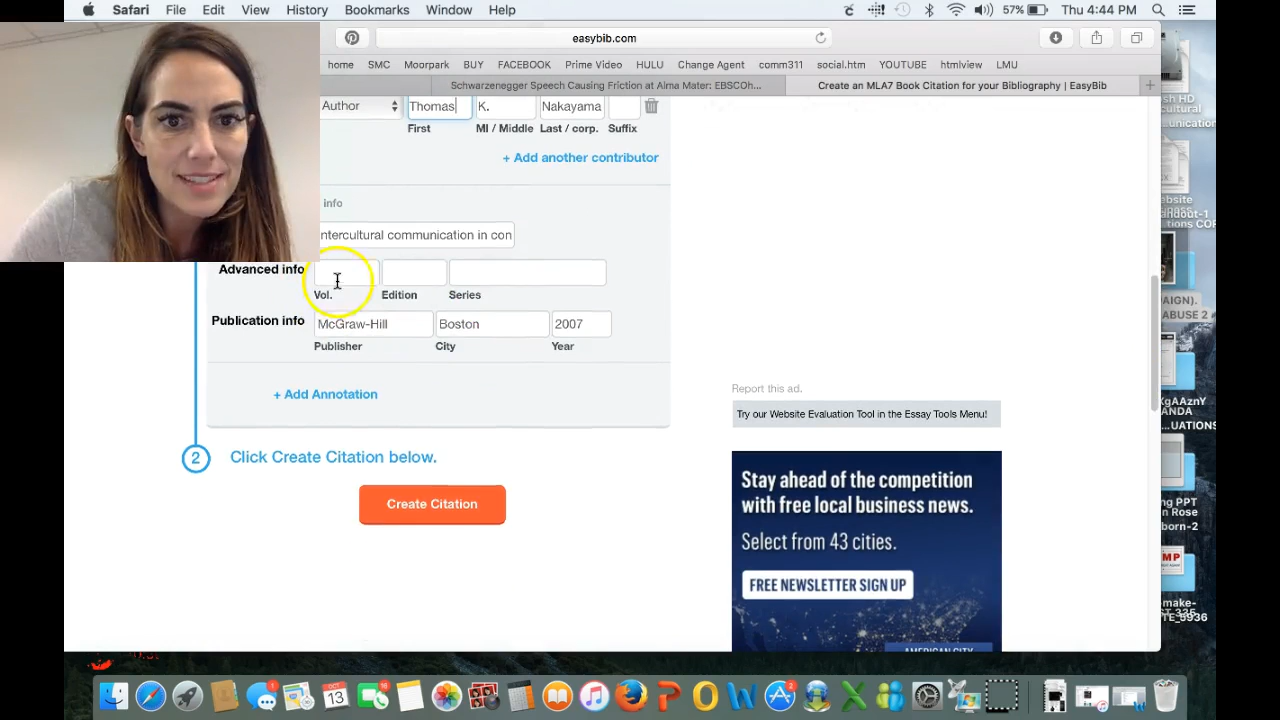 Safari File Edit View History Bookmarks Window Help 57% Thu 4:44 PM
easybib.com
home SMC Moorpark BUY FACEBOOK Prime Video HULU Change Agent comm311 social.htm YOUTUBE htmlview LMU
Schwarzenegger Speech Causing Friction at Alma Mater: EBSCOh... Create an MLA7 Book Citation for your Bibliography | EasyBib
Author Thomas K. Nakayama
First MI / Middle Last / corp. Suffix
+ Add another contributor
info
ntercultural communication in con
Advanced info
Vol. Edition Series
Publication info McGraw-Hill Boston 2007
Publisher City Year
+ Add Annotation
2 Click Create Citation below.
Create Citation
Report this ad.
Try our Website Evaluation Tool in the Essay Tools Menu!
Stay ahead of the competition
with free local business news.
Select from 43 cities.
FREE NEWSLETTER SIGN UP
AMERICAN CITY
PAIGN).
ABUSE 2
OCT
13